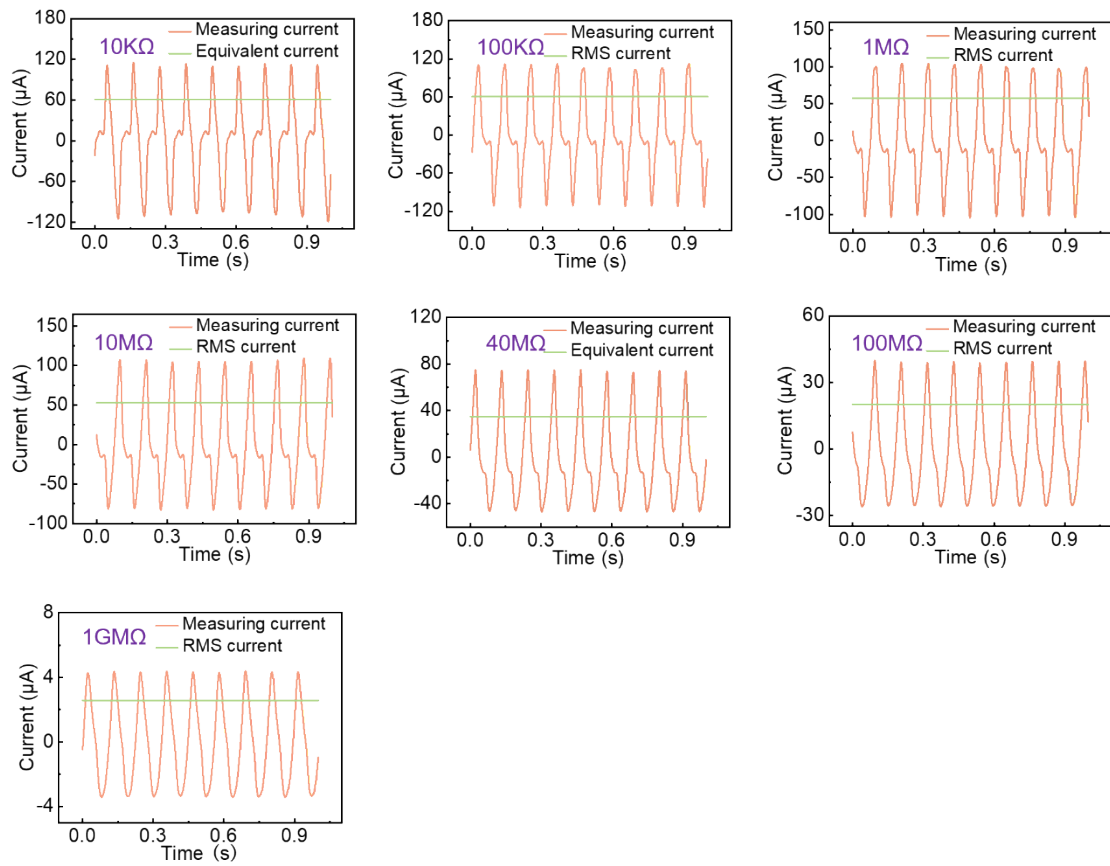 180
120
60
0
-60
-120
Current (μA)
10KΩ
Measuring current
Equivalent current
0.0
0.3
0.6
0.9
Time (s)
180
120
60
0
-60
-120
Current (μA)
100KΩ
Measuring current
RMS current
0.0
0.3
0.6
0.9
Time (s)
150
100
50
0
-50
-100
Current (μA)
1MΩ
Measuring current
RMS current
0.0
0.3
0.6
0.9
Time (s)
150
100
50
0
-50
-100
Current (μA)
10MΩ
Measuring current
RMS current
0.0
0.3
0.6
0.9
Time (s)
120
80
40
0
-40
Current (μA)
40MΩ
Measuring current
Equivalent current
0.0
0.3
0.6
0.9
Time (s)
60
30
0
-30
Current (μA)
100MΩ
Measuring current
RMS current
0.0
0.3
0.6
0.9
Time (s)
8
4
0
-4
Current (μA)
1GMΩ
Measuring current
RMS current
0.0
0.3
0.6
0.9
Time (s)